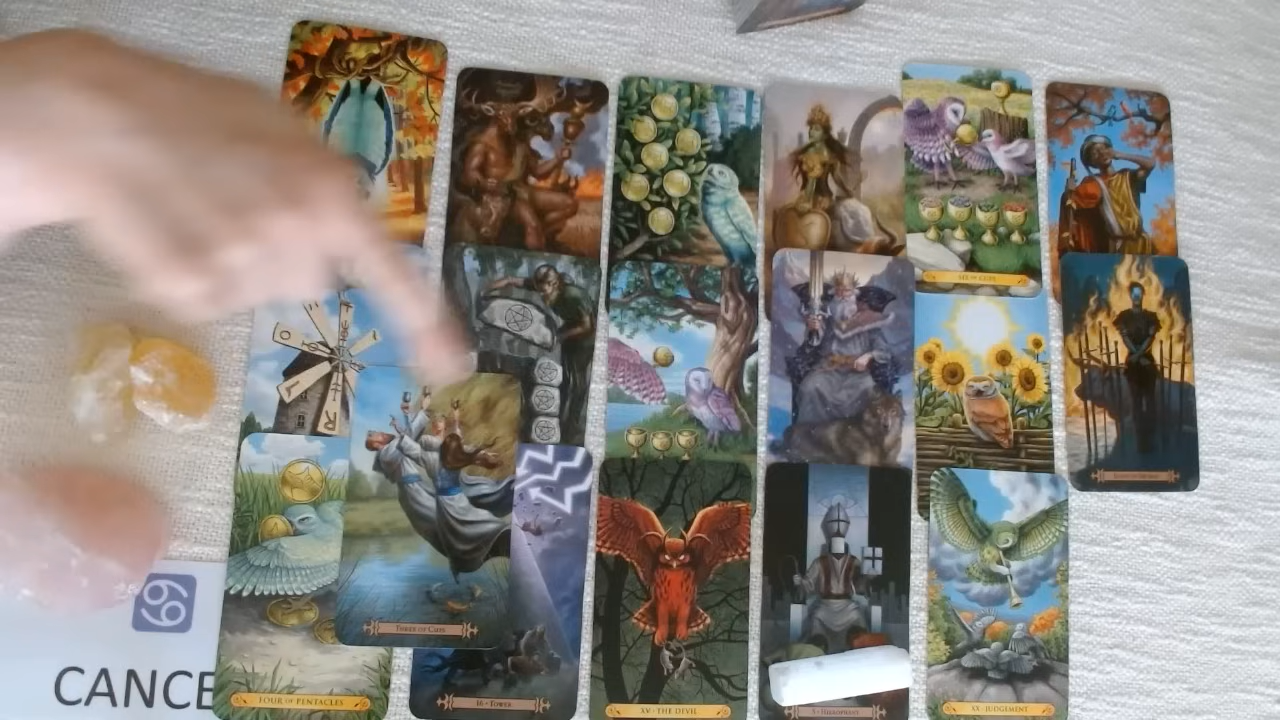 SIX OF CUPS
THREE OF CUPS
CANCE
FOUR OF PENTACLES
16 - TOWER
XV - THE DEVIL
5 - HIEROPHANT
XX - JUDGEMENT